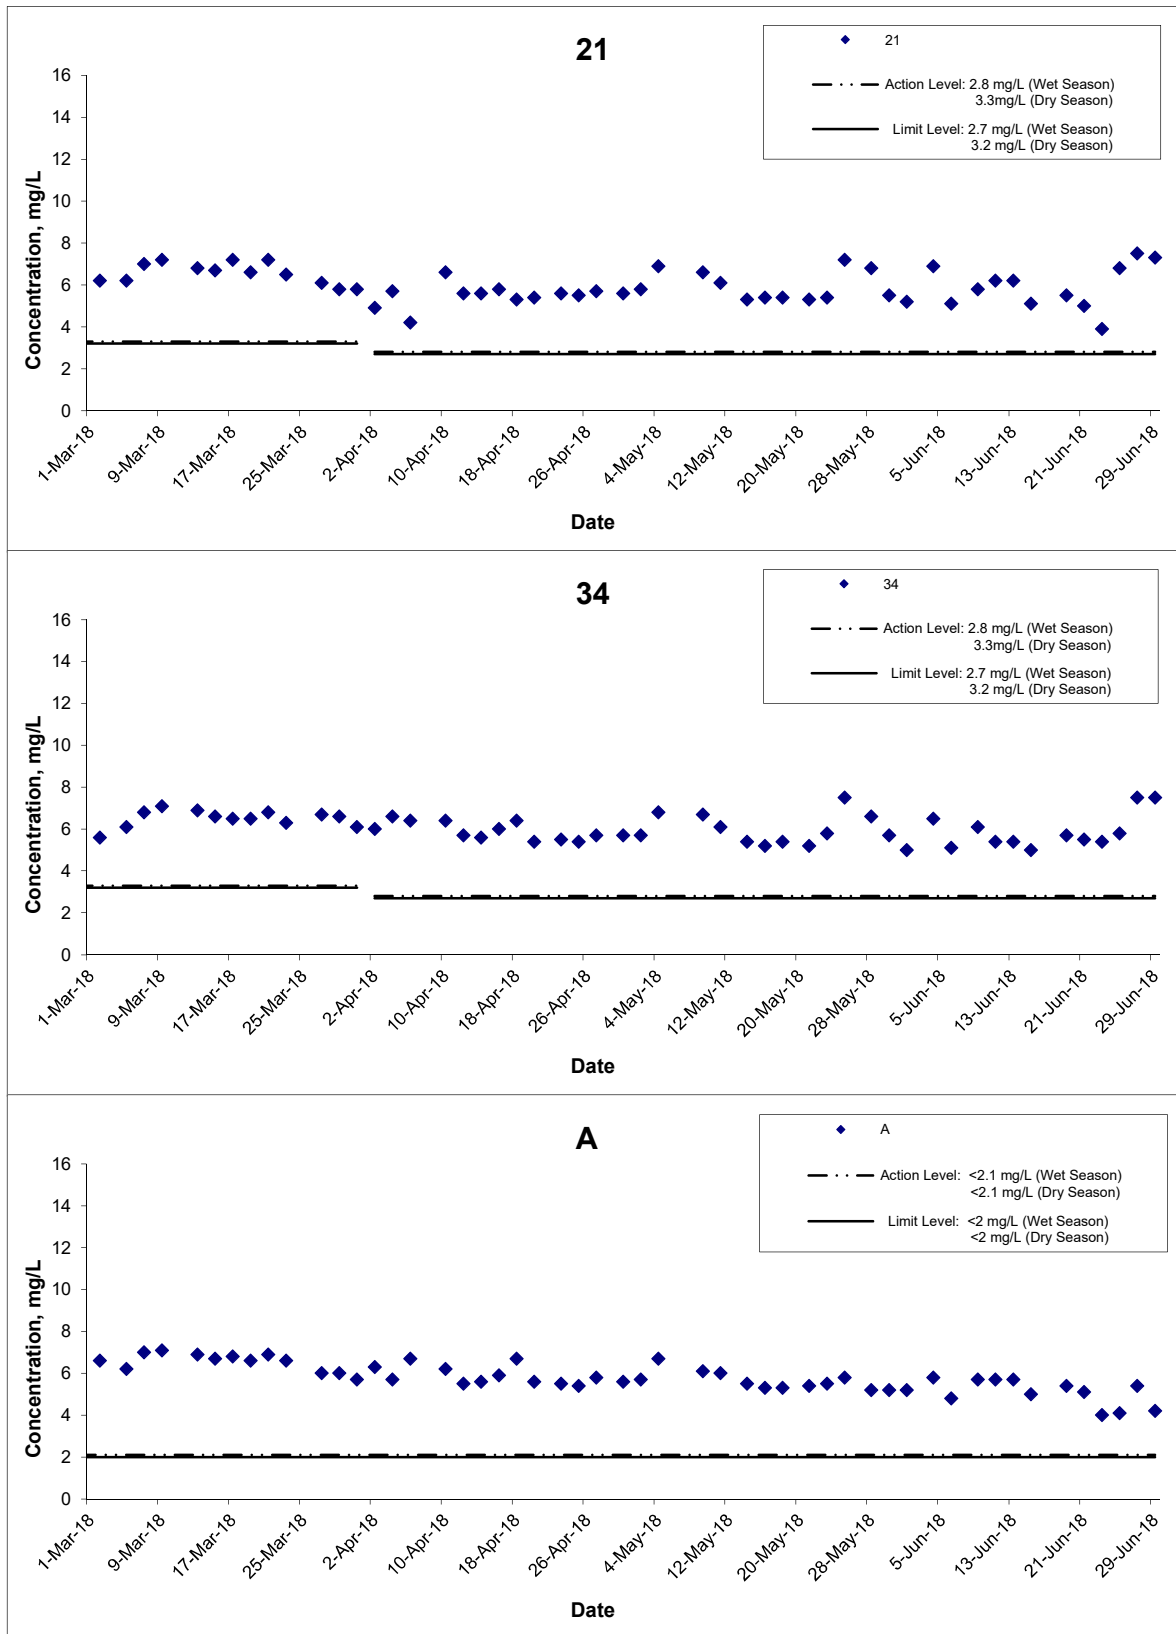 21
21
Action Level: 2.8 mg/L (Wet Season)
3.3mg/L (Dry Season)
Limit Level: 2.7 mg/L (Wet Season)
3.2 mg/L (Dry Season)
Concentration, mg/L
16
14
12
10
8
6
4
2
0
1-Mar-18
9-Mar-18
17-Mar-18
25-Mar-18
2-Apr-18
10-Apr-18
18-Apr-18
26-Apr-18
4-May-18
12-May-18
20-May-18
28-May-18
5-Jun-18
13-Jun-18
21-Jun-18
29-Jun-18
Date
34
34
Action Level: 2.8 mg/L (Wet Season)
3.3mg/L (Dry Season)
Limit Level: 2.7 mg/L (Wet Season)
3.2 mg/L (Dry Season)
Concentration, mg/L
16
14
12
10
8
6
4
2
0
1-Mar-18
9-Mar-18
17-Mar-18
25-Mar-18
2-Apr-18
10-Apr-18
18-Apr-18
26-Apr-18
4-May-18
12-May-18
20-May-18
28-May-18
5-Jun-18
13-Jun-18
21-Jun-18
29-Jun-18
Date
A
A
Action Level: <2.1 mg/L (Wet Season)
<2.1 mg/L (Dry Season)
Limit Level: <2 mg/L (Wet Season)
<2 mg/L (Dry Season)
Concentration, mg/L
16
14
12
10
8
6
4
2
0
1-Mar-18
9-Mar-18
17-Mar-18
25-Mar-18
2-Apr-18
10-Apr-18
18-Apr-18
26-Apr-18
4-May-18
12-May-18
20-May-18
28-May-18
5-Jun-18
13-Jun-18
21-Jun-18
29-Jun-18
Date